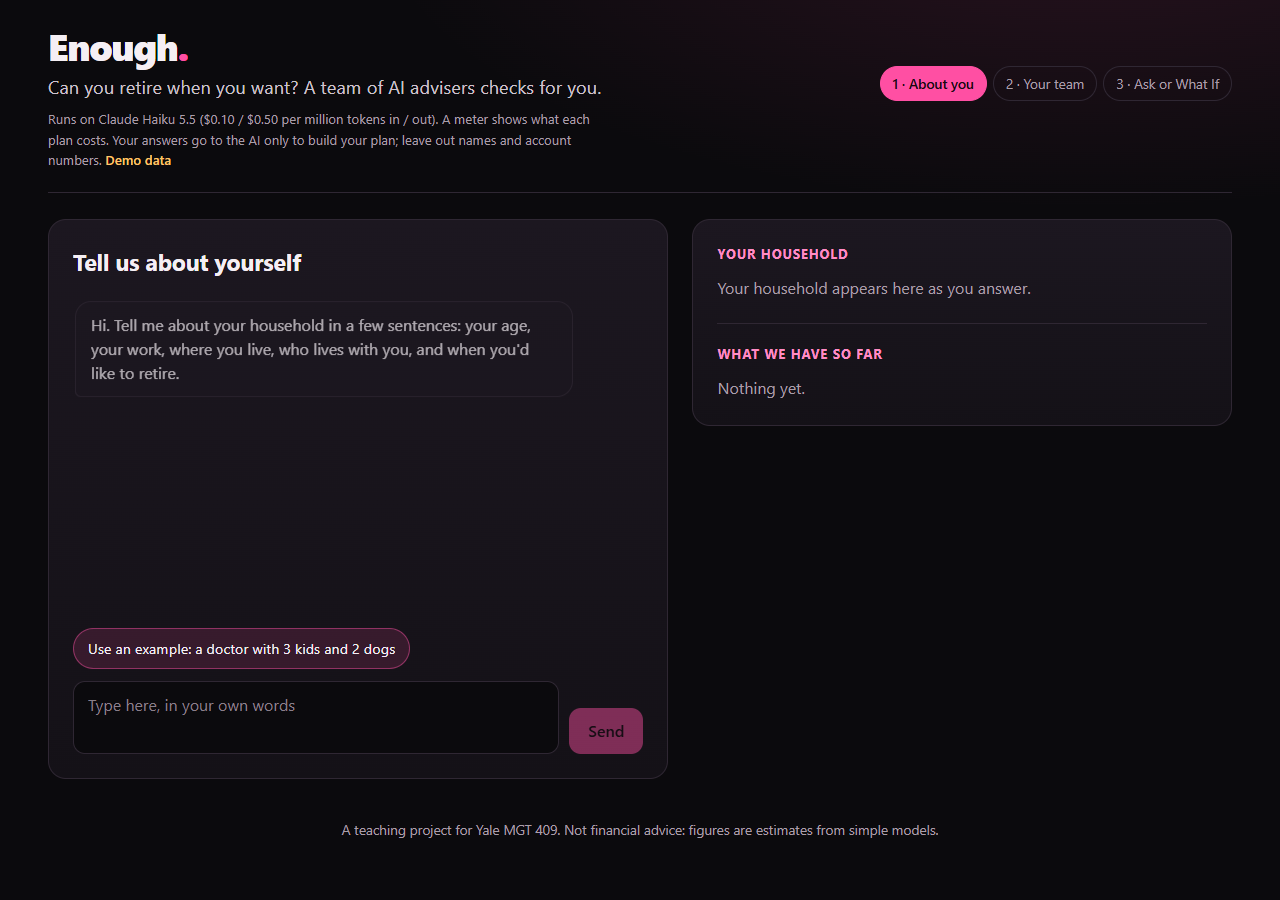 Enough.
Can you retire when you want? A team of AI advisers checks for you.
Runs on Claude Haiku 5.5 ($0.10 / $0.50 per million tokens in / out). A meter shows what each
plan costs. Your answers go to the AI only to build your plan; leave out names and account
numbers. Demo data
1 · About you
2 · Your team
3 · Ask or What If
Tell us about yourself
Hi. Tell me about your household in a few sentences: your age,
your work, where you live, who lives with you, and when you'd
like to retire.
Use an example: a doctor with 3 kids and 2 dogs
Type here, in your own words
Send
YOUR HOUSEHOLD
Your household appears here as you answer.
WHAT WE HAVE SO FAR
Nothing yet.
A teaching project for Yale MGT 409. Not financial advice: figures are estimates from simple models.